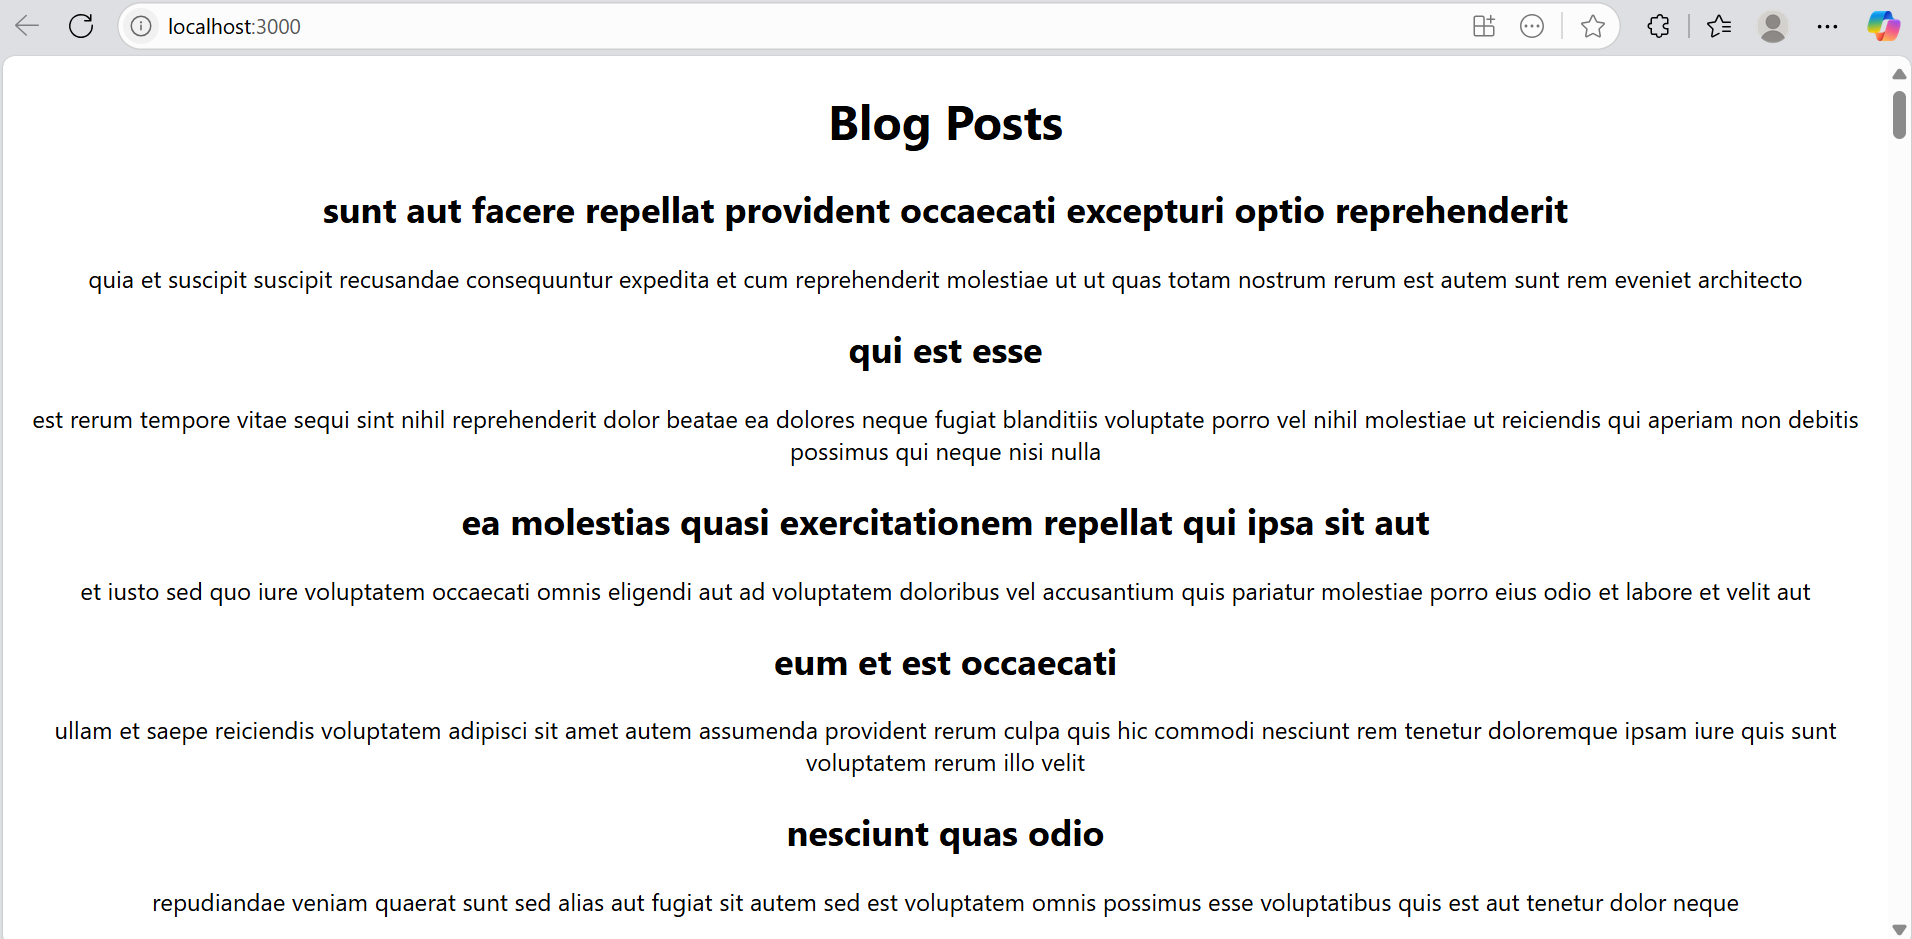 localhost:3000
Blog Posts
sunt aut facere repellat provident occaecati excepturi optio reprehenderit
quia et suscipit suscipit recusandae consequuntur expedita et cum reprehenderit molestiae ut ut quas totam nostrum rerum est autem sunt rem eveniet architecto
qui est esse
est rerum tempore vitae sequi sint nihil reprehenderit dolor beatae ea dolores neque fugiat blanditiis voluptate porro vel nihil molestiae ut reiciendis qui aperiam non debitis
possimus qui neque nisi nulla
ea molestias quasi exercitationem repellat qui ipsa sit aut
et iusto sed quo iure voluptatem occaecati omnis eligendi aut ad voluptatem doloribus vel accusantium quis pariatur molestiae porro eius odio et labore et velit aut
eum et est occaecati
ullam et saepe reiciendis voluptatem adipisci sit amet autem assumenda provident rerum culpa quis hic commodi nesciunt rem tenetur doloremque ipsam iure quis sunt
voluptatem rerum illo velit
nesciunt quas odio
repudiandae veniam quaerat sunt sed alias aut fugiat sit autem sed est voluptatem omnis possimus esse voluptatibus quis est aut tenetur dolor neque